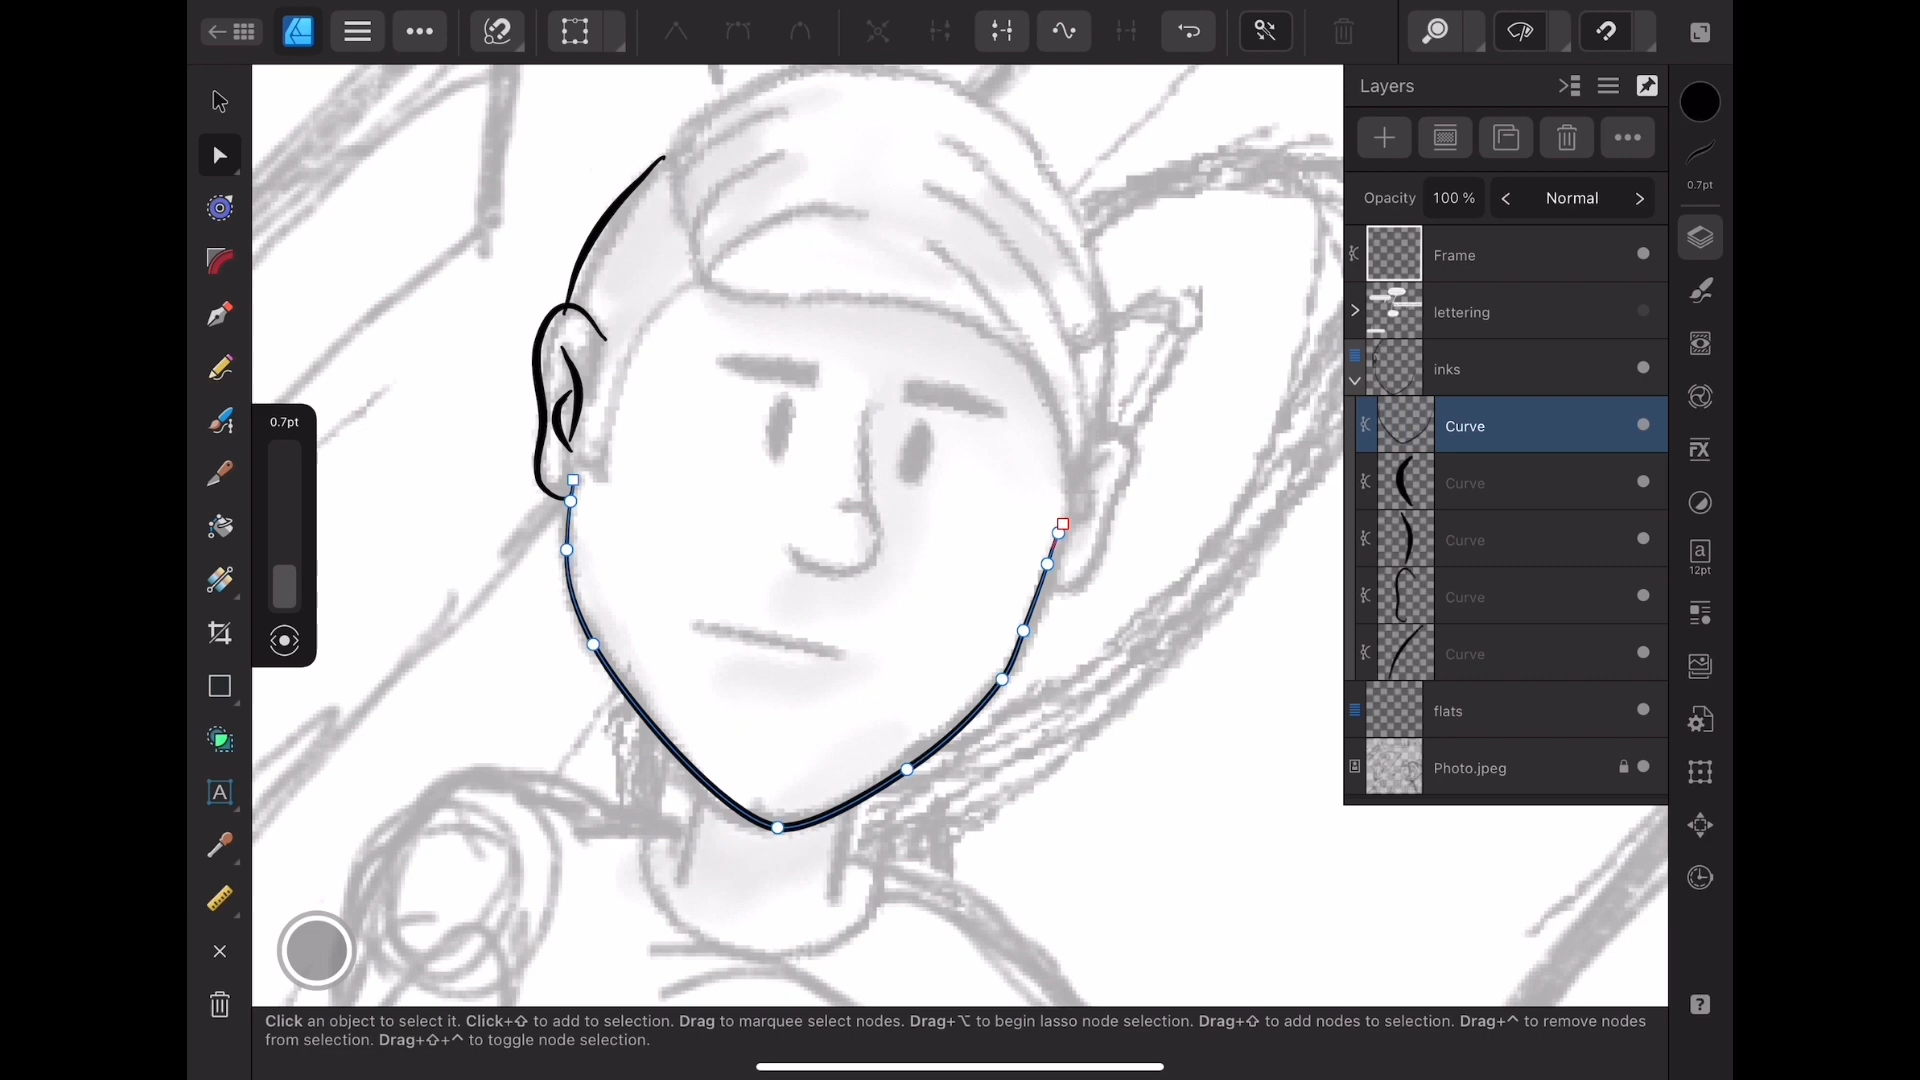 Layers
0.7pt
Opacity 100 % < Normal >
Frame
lettering
inks
0.7pt
Curve
Curve
Curve
FX
a
12pt
Curve
Curve
flats
Photo.jpeg
A
?
Click an object to select it. Click+⇧ to add to selection. Drag to marquee select nodes. Drag+⌥ to begin lasso node selection. Drag+⇧ to add nodes to selection. Drag+⌃ to remove nodes
from selection. Drag+⇧+⌃ to toggle node selection.